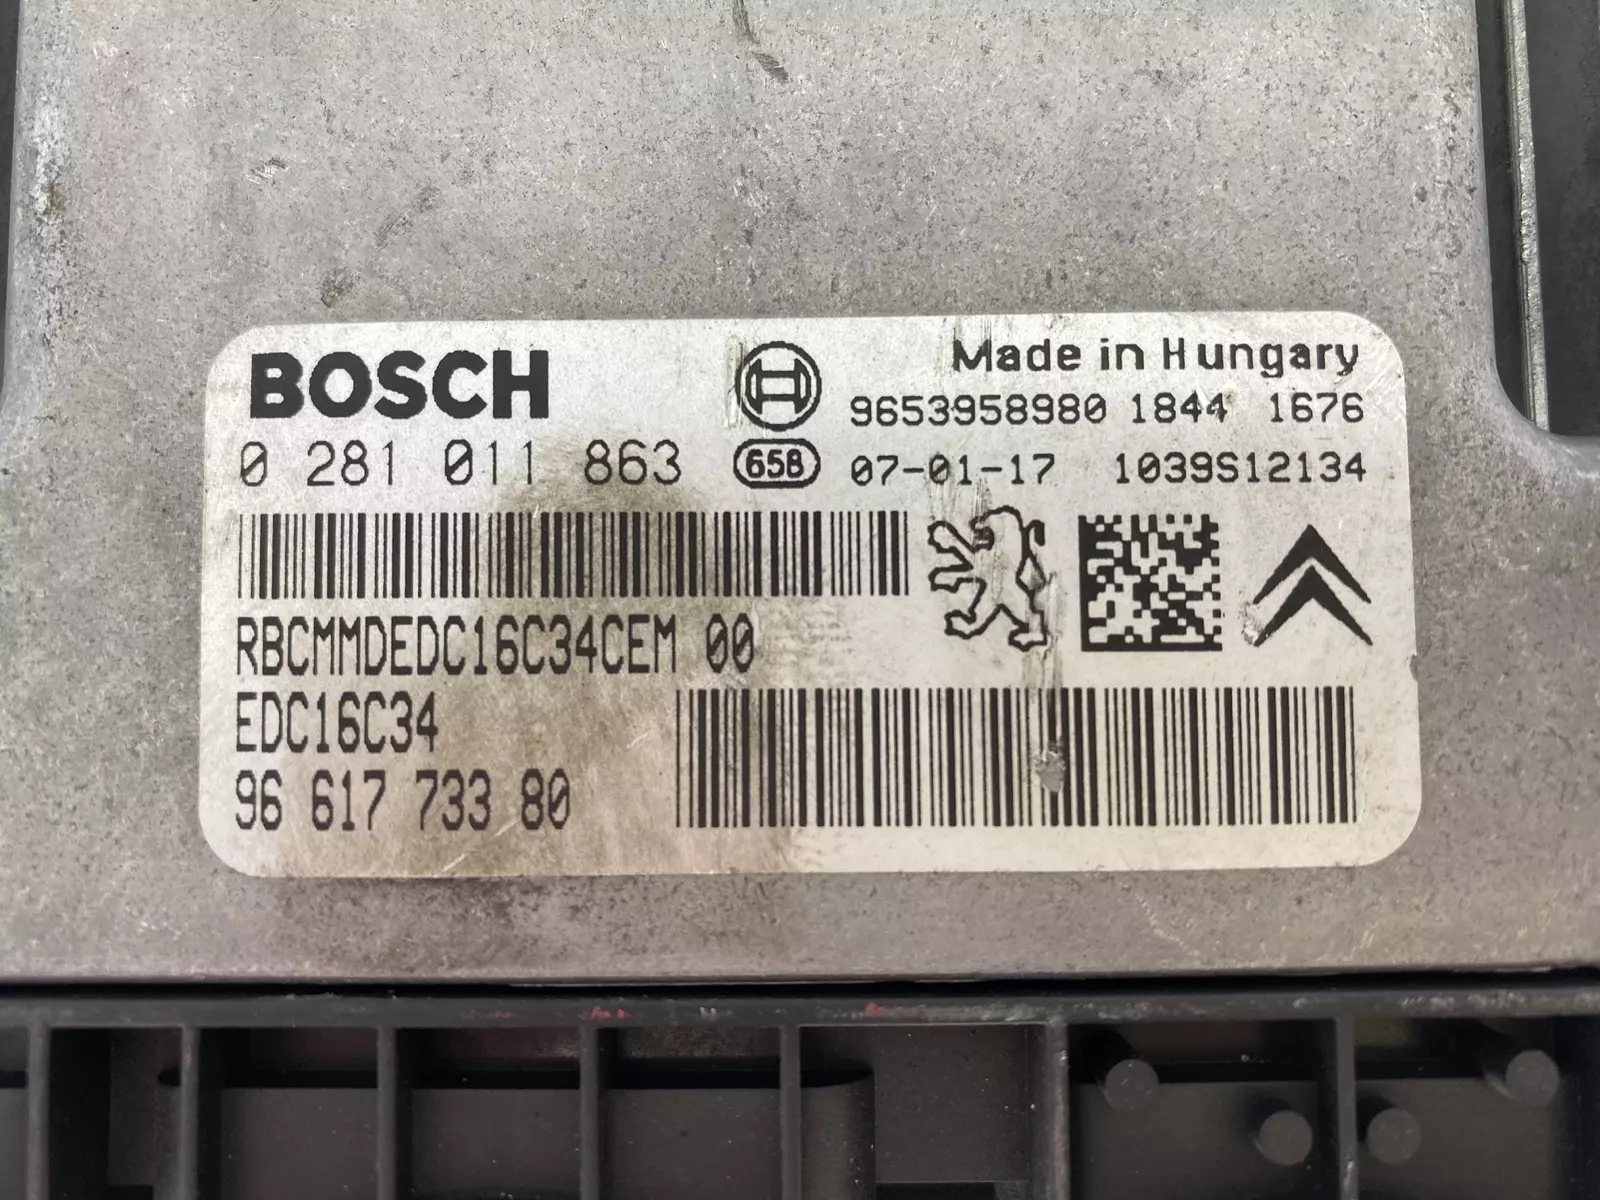 BOSCH
Made in Hungary
9653958980 1844 1676
0 281 011 863
658
07-01-17 1039S12134
RBCMMDEDC16C34CEM 00
EDC16C34
96 617 733 80